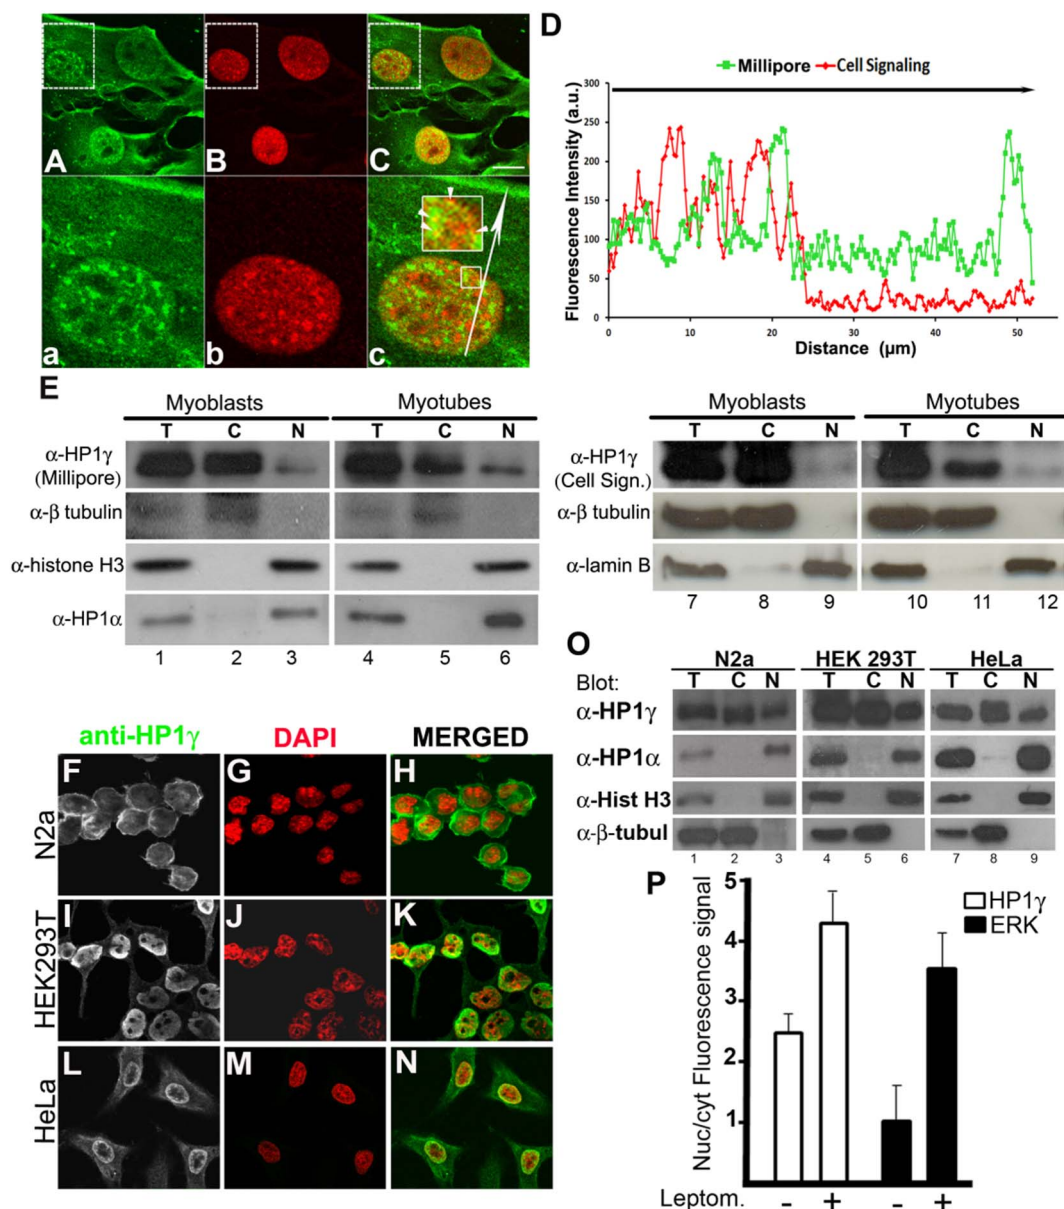 A
B
C
a
b
c
D
Millipore Cell Signaling
Fluorescence Intensity (a.u.)
300
250
200
150
100
50
0
0 10 20 30 40 50
Distance (µm)
E
Myoblasts Myotubes
T C N T C N
α-HP1γ
(Millipore)
α-β tubulin
α-histone H3
α-HP1α
1 2 3 4 5 6
Myoblasts Myotubes
T C N T C N
α-HP1γ
(Cell Sign.)
α-β tubulin
α-lamin B
7 8 9 10 11 12
anti-HP1γ DAPI MERGED
N2a
F G H
HEK293T
I J K
HeLa
L M N
O
N2a HEK 293T HeLa
Blot: T C N T C N T C N
α-HP1γ
α-HP1α
α-Hist H3
α-β-tubul
1 2 3 4 5 6 7 8 9
P
Nuc/cyt Fluorescence signal
5
4
3
2
1
HP1γ
ERK
Leptom. - + - +